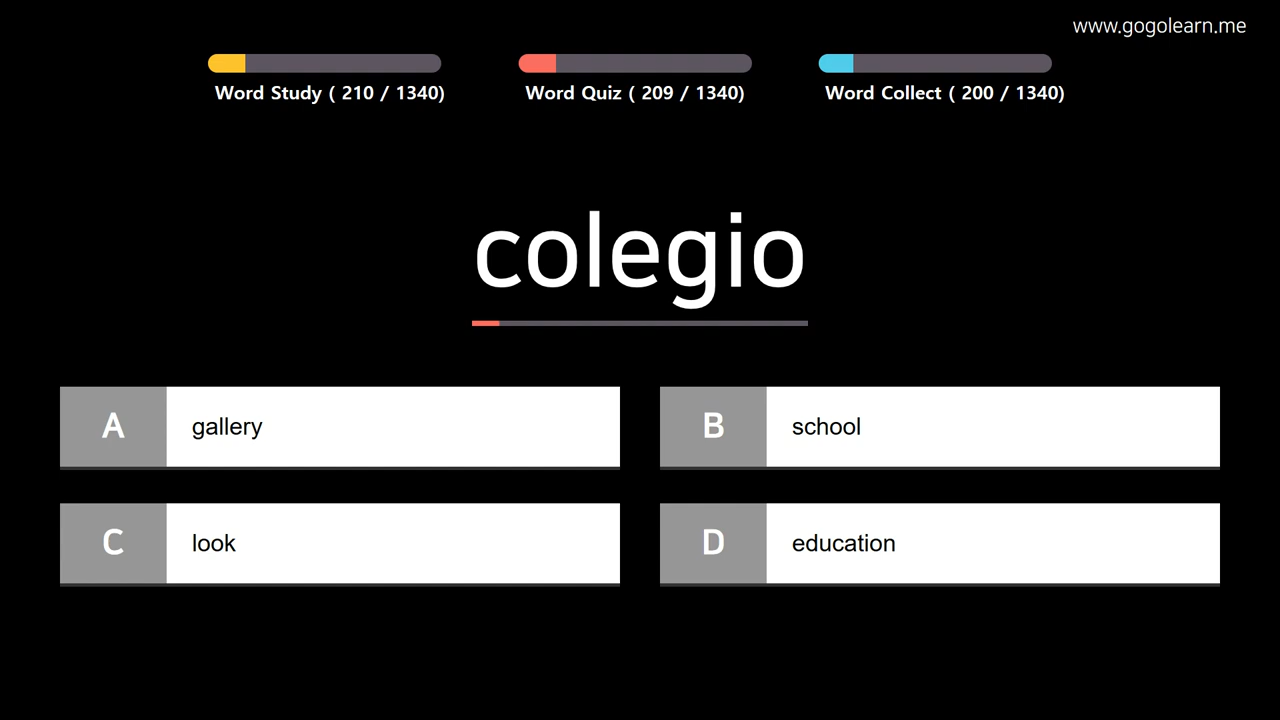 www.gogolearn.me
Word Study ( 210 / 1340)
Word Quiz ( 209 / 1340)
Word Collect ( 200 / 1340)
colegio
A gallery
B school
C look
D education